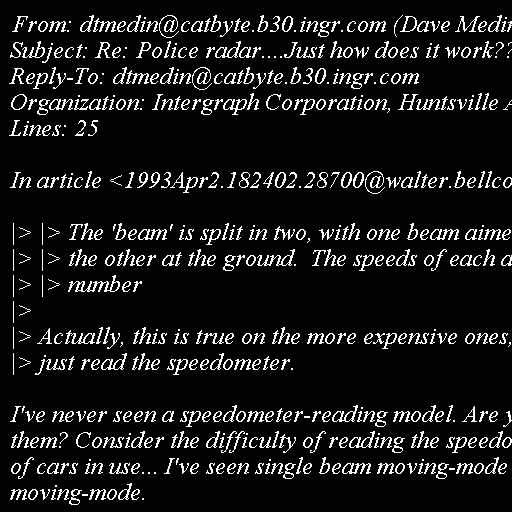 From: dtmedin@catbyte.b30.ingr.com (Dave Medin
Subject: Re: Police radar....Just how does it work??
Reply-To: dtmedin@catbyte.b30.ingr.com
Organization: Intergraph Corporation, Huntsville A
Lines: 25

In article <1993Apr2.182402.28700@walter.bellco

|> |> The 'beam' is split in two, with one beam aime
|> |> the other at the ground.  The speeds of each a
|> |> number
|>
|> Actually, this is true on the more expensive ones,
|> just read the speedometer.

I've never seen a speedometer-reading model. Are y
them? Consider the difficulty of reading the speedo
of cars in use... I've seen single beam moving-mode
moving-mode.